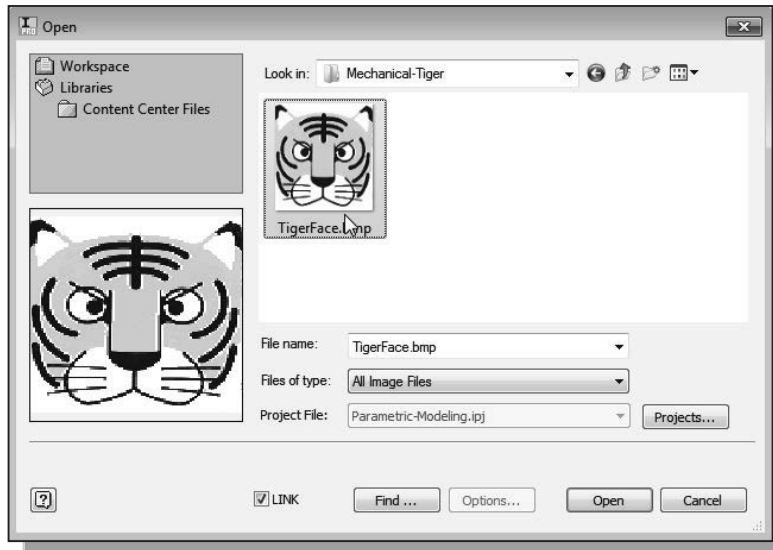 I PRO Open
Workspace
Libraries
Content Center Files
Look in: Mechanical-Tiger
TigerFace.bmp
File name: TigerFace.bmp
Files of type: All Image Files
Project File: Parametric-Modeling.ipj Projects...
LINK Find ... Options... Open Cancel